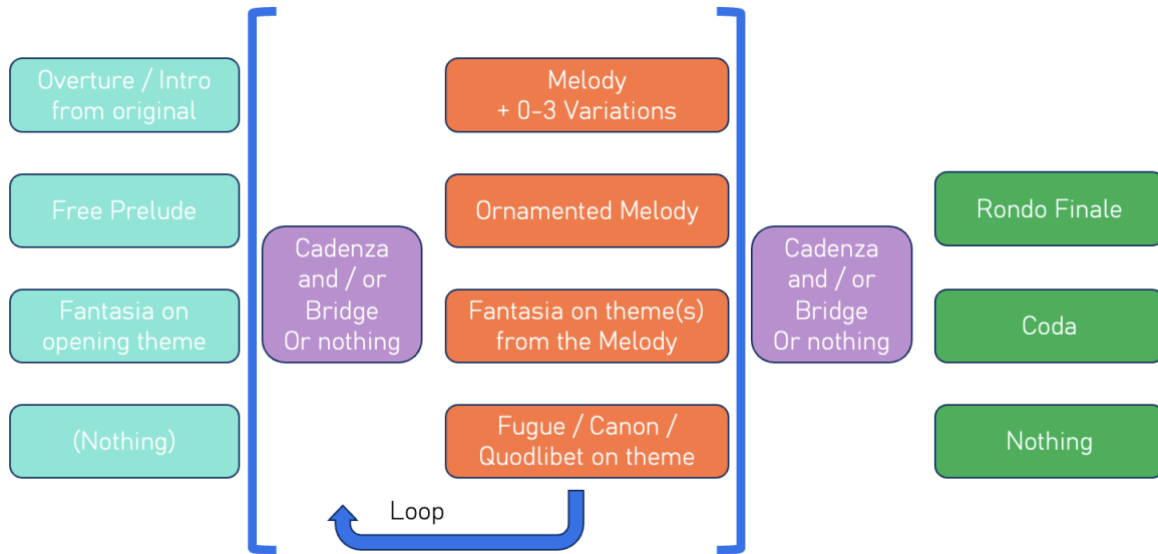 Overture / Intro
from original
Free Prelude
Fantasia on
opening theme
(Nothing)
Cadenza
and / or
Bridge
Or nothing
Melody
+ 0-3 Variations
Ornamented Melody
Fantasia on theme(s)
from the Melody
Fugue / Canon /
Quodlibet on theme
Loop
Cadenza
and / or
Bridge
Or nothing
Rondo Finale
Coda
Nothing